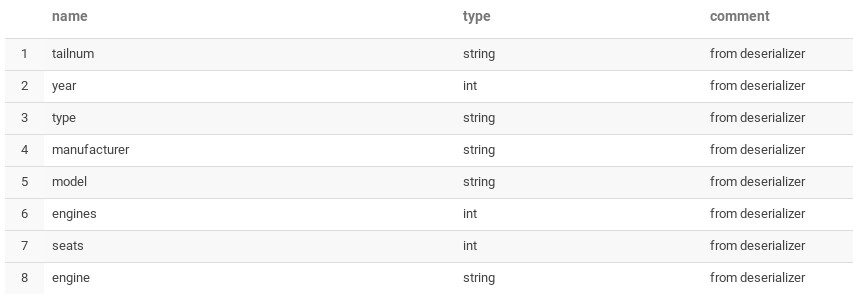 name type comment
1 tailnum string from deserializer
2 year int from deserializer
3 type string from deserializer
4 manufacturer string from deserializer
5 model string from deserializer
6 engines int from deserializer
7 seats int from deserializer
8 engine string from deserializer